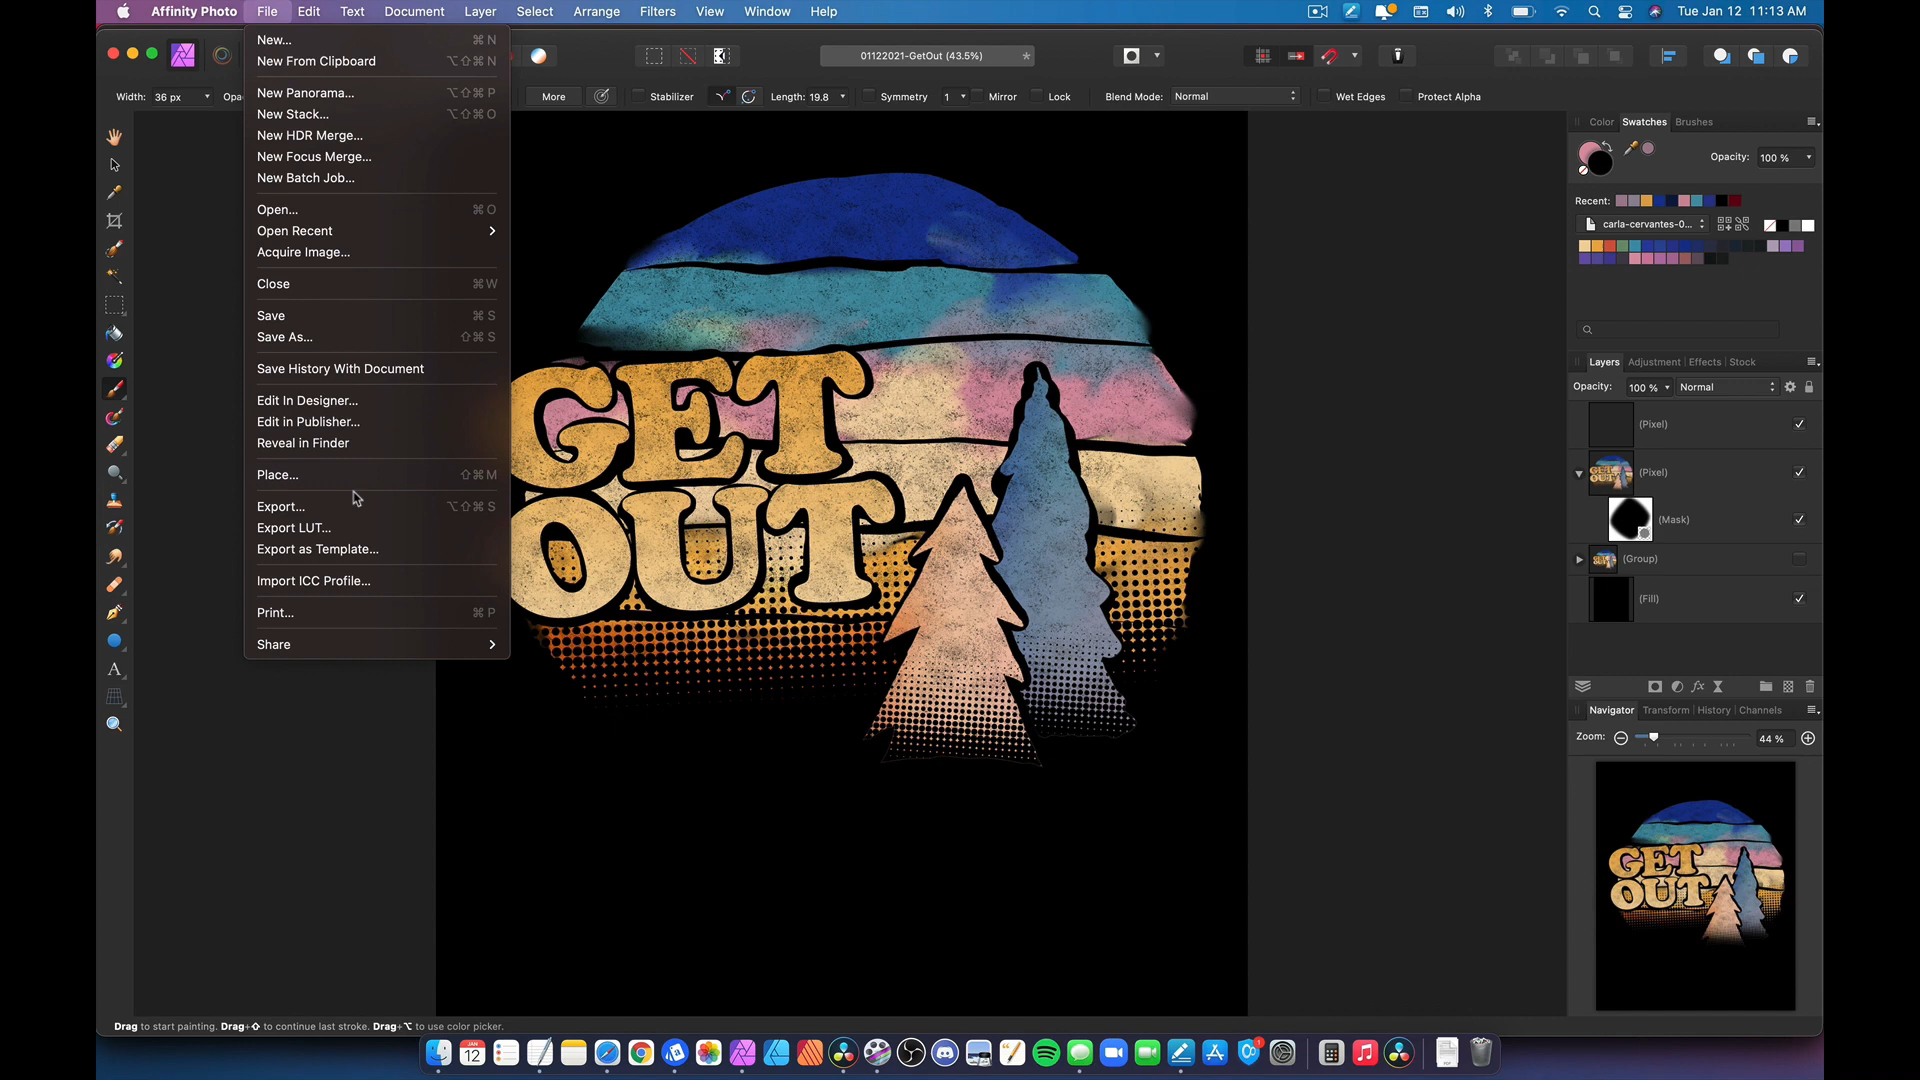 Affinity Photo File Edit Text Document Layer Select Arrange Filters View Window Help Tue Jan 12 11:13 AM
New... ⌘ N
New From Clipboard ⌥⇧⌘ N
New Panorama... ⌥⇧⌘ P
New Stack... ⌥⇧⌘ O
New HDR Merge...
New Focus Merge...
New Batch Job...
Open... ⌘ O
Open Recent
Acquire Image...
Close ⌘W
Save ⌘ S
Save As... ⇧⌘ S
Save History With Document
Edit In Designer...
Edit in Publisher...
Reveal in Finder
Place... ⇧⌘M
Export... ⌥⇧⌘ S
Export LUT...
Export as Template...
Import ICC Profile...
Print... ⌘ P
Share
01122021-GetOut (43.5%)
Width: 36 px Opa
More Stabilizer Length: 19.8 Symmetry 1 Mirror Lock Blend Mode: Normal Wet Edges Protect Alpha
GET
OUT
Color Swatches Brushes
Opacity: 100 %
Recent:
carla-cervantes-0...
Layers Adjustment Effects Stock
Opacity: 100 % Normal
(Pixel)
(Pixel)
(Mask)
(Group)
(Fill)
Navigator Transform History Channels
Zoom: 44 %
GET
OUT
Drag to start painting. Drag+⇧ to continue last stroke. Drag+⌥ to use color picker.
JAN
12
1